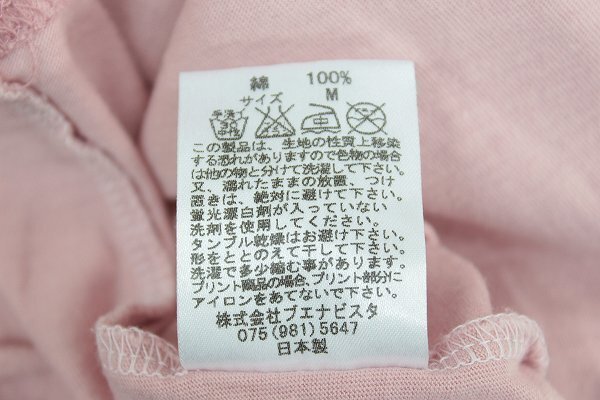 綿 100%
サイズ M
手洗イ
この製品は、生地の性質上移染
する恐れがありますので色物の場合
は他の物と分けて洗濯して下さい。
又、濡れたままの放置、つけ
置きは、絶対に避けて下さい。
蛍光漂白剤が入っていない
洗剤を使用してください。
タンブル乾燥はお避け下さい。
形をととのえて干して下さい。
洗濯で多少縮む事があります。
プリント商品の場合、プリント部分に
アイロンをあてないで下さい。
株式会社ブエナビスタ
075(981)5647
日本製